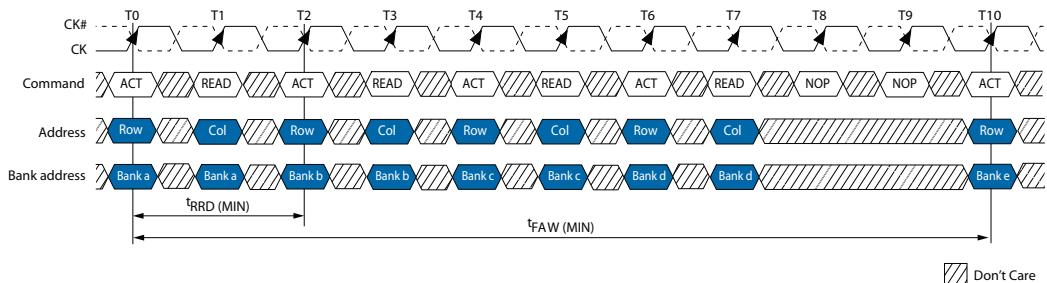 T0 T1 T2 T3 T4 T5 T6 T7 T8 T9 T10
CK#
CK
Command ACT READ ACT READ ACT READ ACT READ NOP NOP ACT
Address Row Col Row Col Row Col Row Col Row
Bank address Bank a Bank a Bank b Bank b Bank c Bank c Bank d Bank d Bank e
tRRD (MIN)
tFAW (MIN)
Don't Care